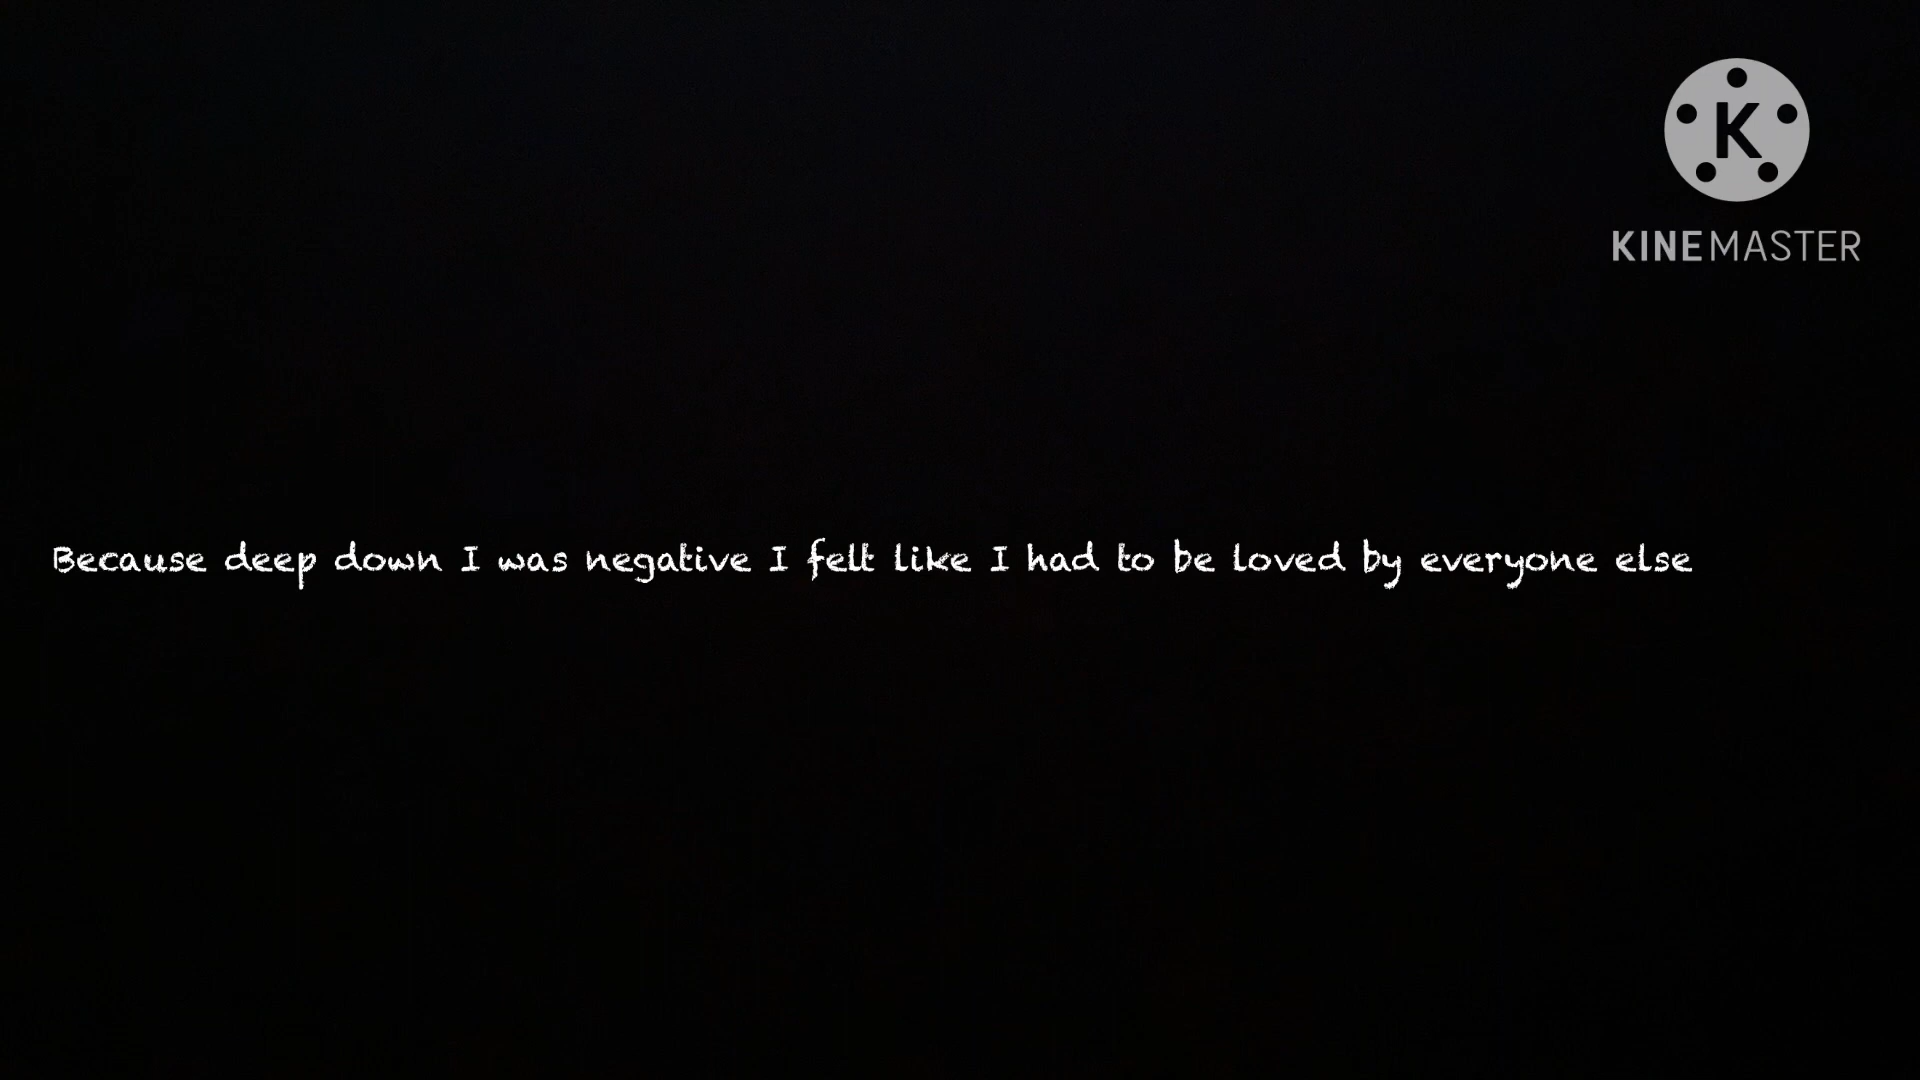 K
KINEMASTER
Because deep down I was negative I felt like I had to be loved by everyone else